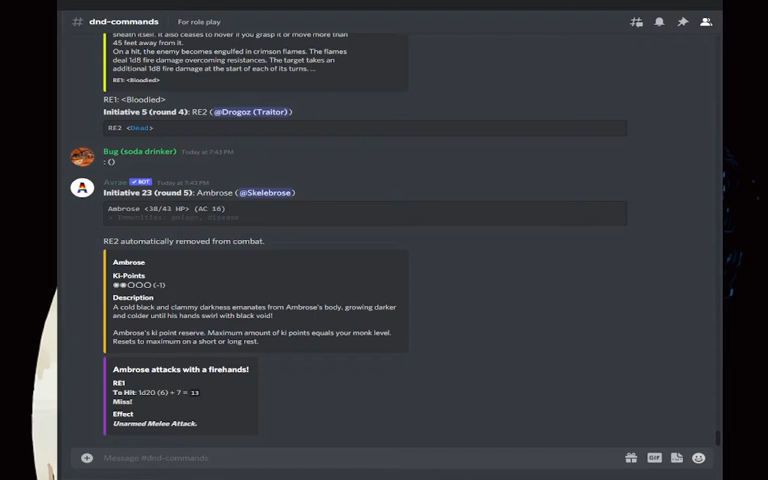 dnd-commands For role play
sheath itself. It also ceases to hover if you grasp it or move more than
45 feet away from it.
On a hit, the enemy becomes engulfed in crimson flames. The flames
deal 1d8 fire damage overcoming resistances. The target takes an
additional 1d8 fire damage at the start of each of its turns. ...
RE1: <Bloodied>
RE1: <Bloodied>
Initiative 5 (round 4): RE2 (@Drogoz (Traitor))
RE2 <Dead>
Bug (soda drinker) Today at 7:43 PM
: ()
Avrae ✓ BOT Today at 7:43 PM
Initiative 23 (round 5): Ambrose (@Skelebrose)
Ambrose <38/43 HP> (AC 16)
> Immunities: poison, disease
RE2 automatically removed from combat.
Ambrose
Ki-Points
◉◉〇〇〇 (-1)
Description
A cold black and clammy darkness emanates from Ambrose's body, growing darker
and colder until his hands swirl with black void!
Ambrose's ki point reserve. Maximum amount of ki points equals your monk level.
Resets to maximum on a short or long rest.
Ambrose attacks with a firehands!
RE1
To Hit: 1d20 (6) + 7 = 13
Miss!
Effect
Unarmed Melee Attack.
Message #dnd-commands
GIF